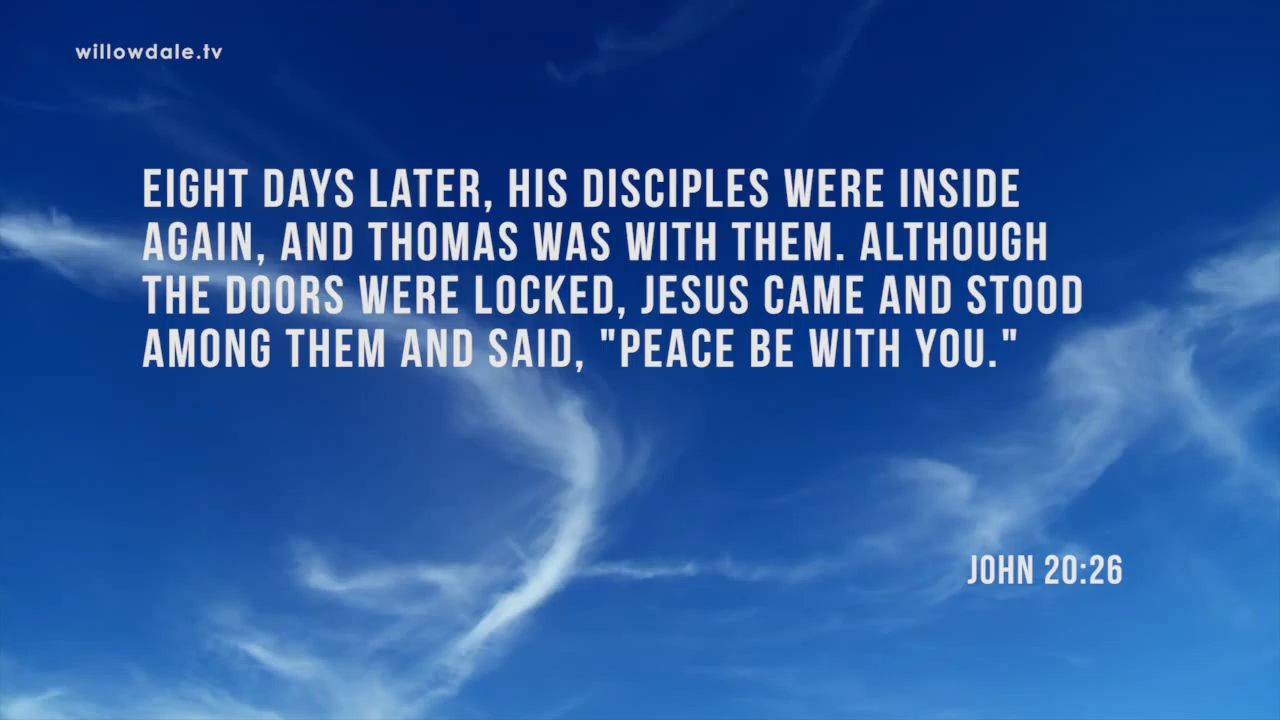 willowdale.tv
EIGHT DAYS LATER, HIS DISCIPLES WERE INSIDE
AGAIN, AND THOMAS WAS WITH THEM. ALTHOUGH
THE DOORS WERE LOCKED, JESUS CAME AND STOOD
AMONG THEM AND SAID, "PEACE BE WITH YOU."
JOHN 20:26